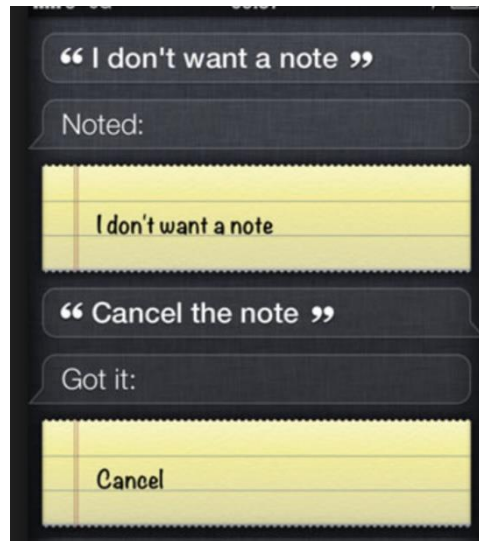 “ I don't want a note ”
Noted:
I don't want a note
“ Cancel the note ”
Got it:
Cancel